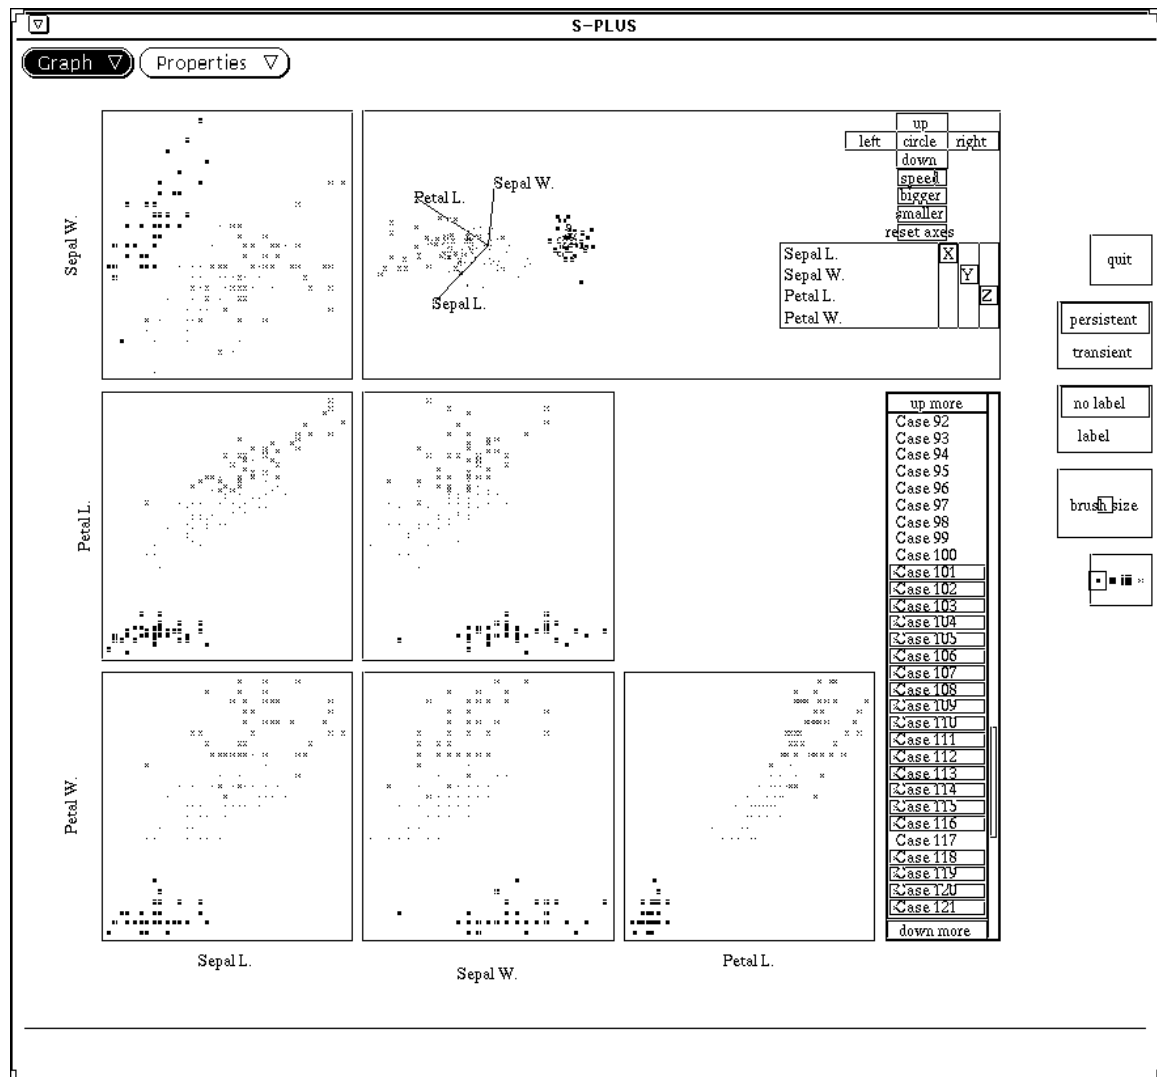 S-PLUS
Graph
Properties
up
left circle right
down
speed
bigger
smaller
reset axes
Sepal W.
Sepal W.
Petal L.
Sepal L.
Sepal L. X
Sepal W. Y
Petal L. Z
Petal W.
quit
persistent
transient
no label
label
brush size
Petal L.
up more
Case 92
Case 93
Case 94
Case 95
Case 96
Case 97
Case 98
Case 99
Case 100
Case 101
Case 102
Case 103
Case 104
Case 105
Case 106
Case 107
Case 108
Case 109
Case 110
Case 111
Case 112
Case 113
Case 114
Case 115
Case 116
Case 117
Case 118
Case 119
Case 120
Case 121
down more
Petal W.
Sepal L.
Sepal W.
Petal L.